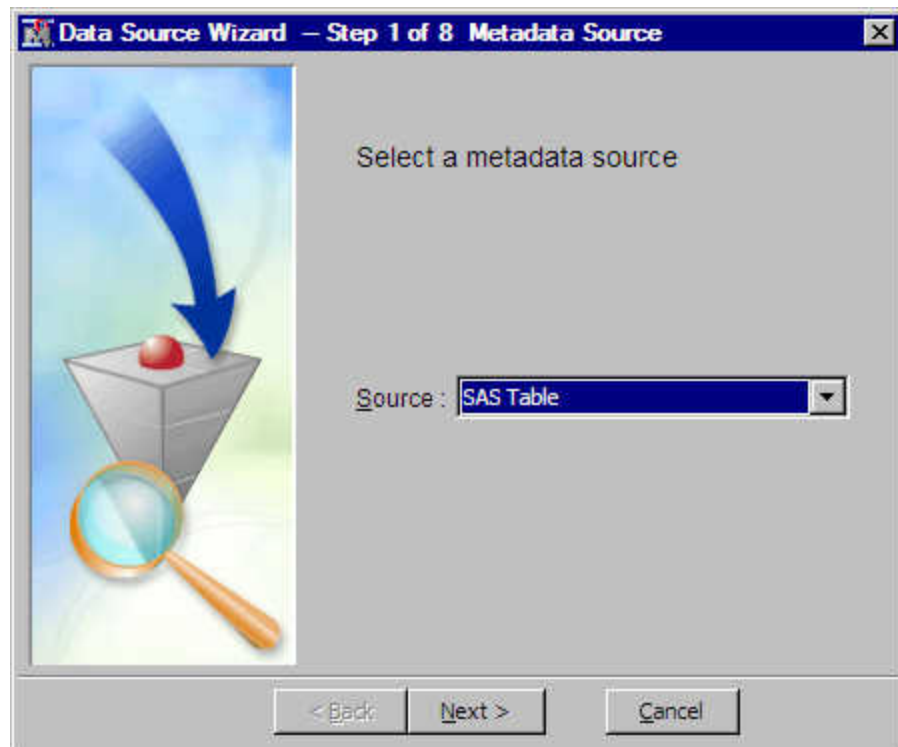 Data Source Wizard – Step 1 of 8 Metadata Source
Select a metadata source
Source : SAS Table
< Back Next > Cancel